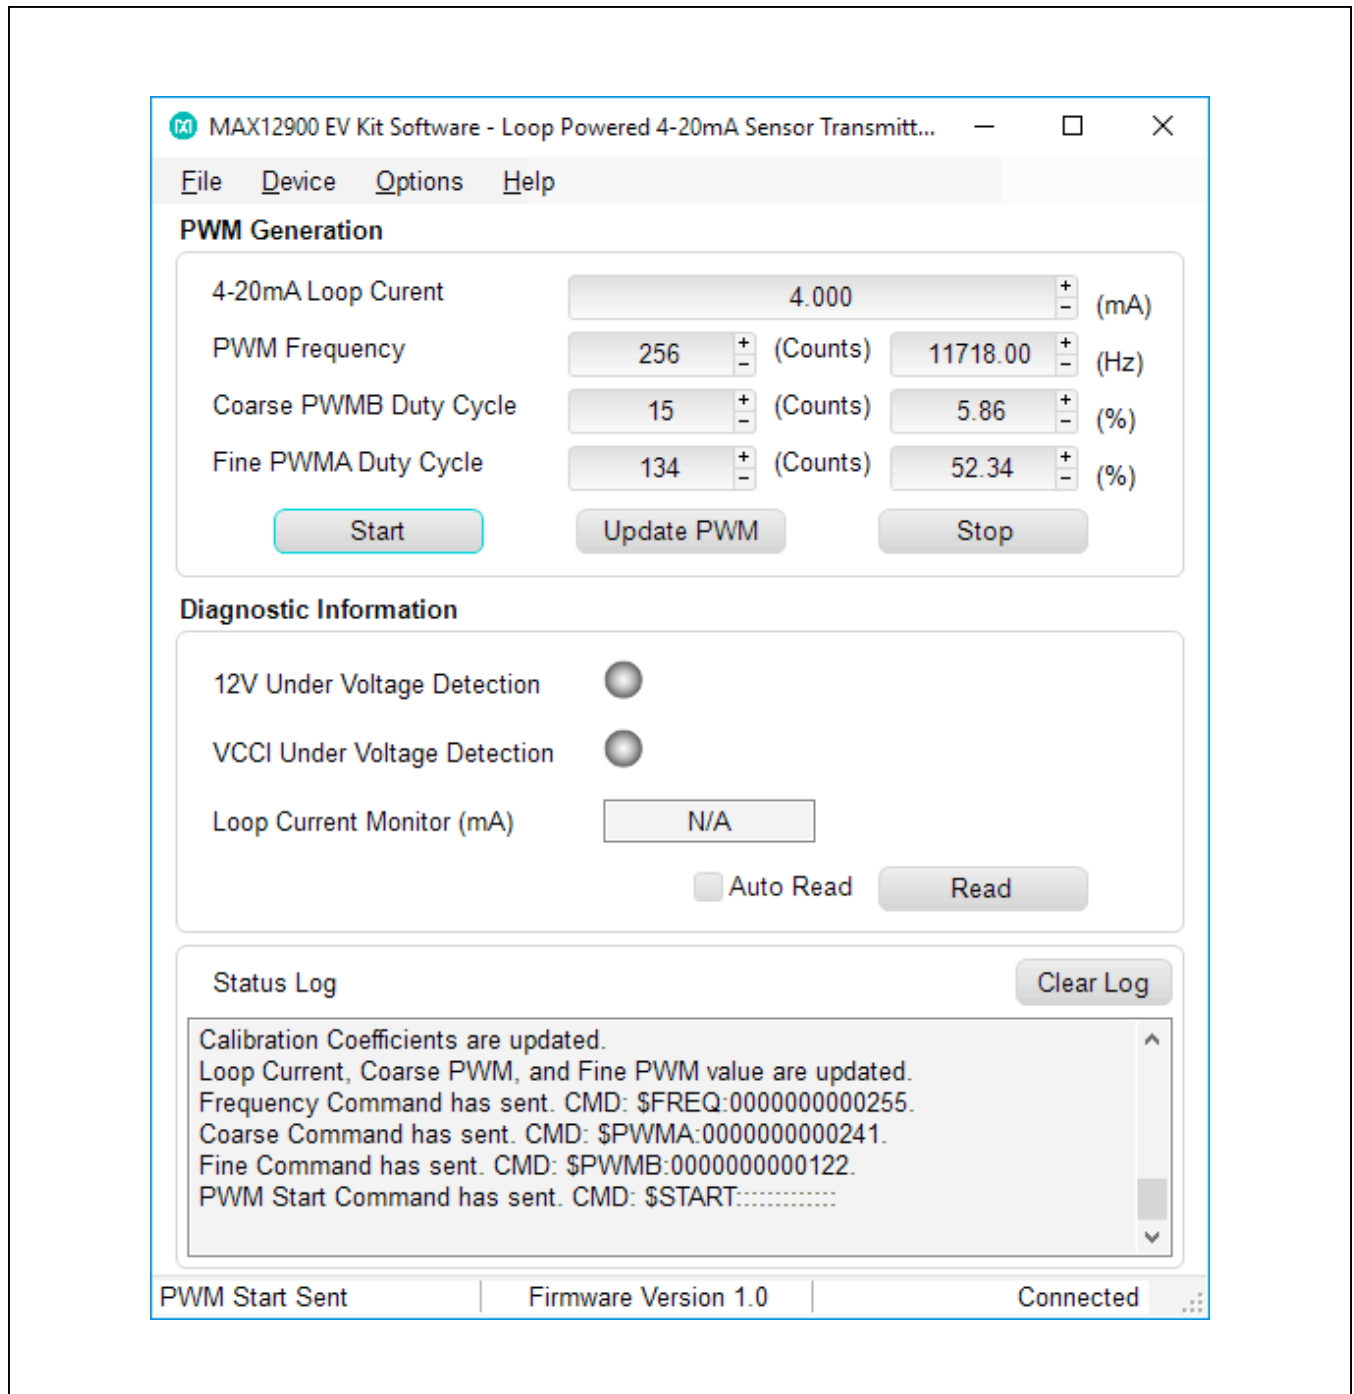 MAX12900 EV Kit Software - Loop Powered 4-20mA Sensor Transmitt...
File Device Options Help
PWM Generation
4-20mA Loop Curent 4.000 + - (mA)
PWM Frequency 256 + - (Counts) 11718.00 + - (Hz)
Coarse PWMB Duty Cycle 15 + - (Counts) 5.86 + - (%)
Fine PWMA Duty Cycle 134 + - (Counts) 52.34 + - (%)
Start Update PWM Stop
Diagnostic Information
12V Under Voltage Detection
VCCI Under Voltage Detection
Loop Current Monitor (mA) N/A
Auto Read Read
Status Log Clear Log
Calibration Coefficients are updated.
Loop Current, Coarse PWM, and Fine PWM value are updated.
Frequency Command has sent. CMD: $FREQ:0000000000255.
Coarse Command has sent. CMD: $PWMA:0000000000241.
Fine Command has sent. CMD: $PWMB:0000000000122.
PWM Start Command has sent. CMD: $START:::::::::::::
PWM Start Sent Firmware Version 1.0 Connected